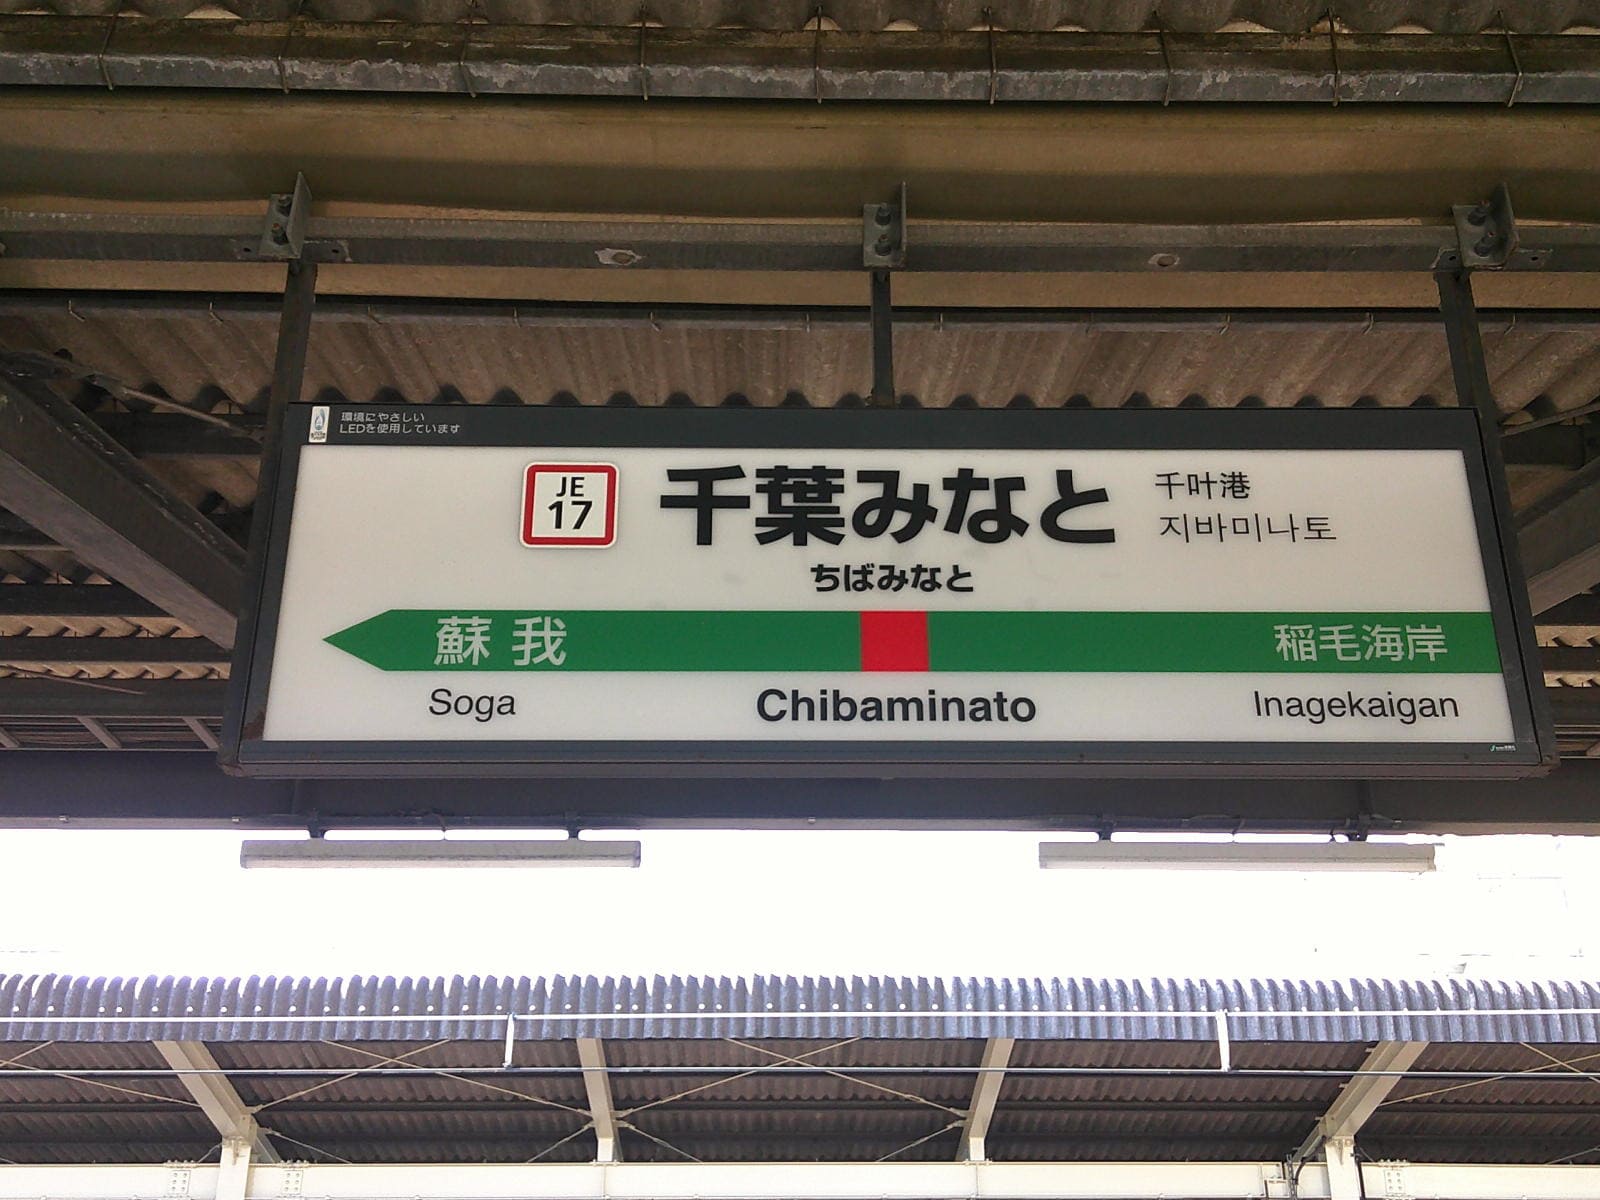 環境にやさしい
LEDを使用しています
JE
17
千葉みなと
千叶港
지바미나토
ちばみなと
蘇我
稲毛海岸
Soga
Chibaminato
Inagekaigan